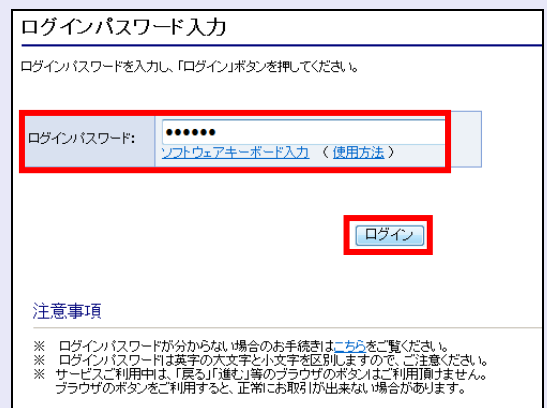 ログインパスワード入力
ログインパスワードを入力し、「ログイン」ボタンを押してください。
ログインパスワード: ●●●●●●
ソフトウェアキーボード入力 （使用方法）
ログイン
注意事項
※ ログインパスワードが分からない場合のお手続きはこちらをご覧ください。
※ ログインパスワードは英字の大文字と小文字を区別しますので、ご注意ください。
※ サービスご利用中は、「戻る」「進む」等のブラウザのボタンはご利用頂けません。
ブラウザのボタンをご利用すると、正常にお取引が出来ない場合があります。